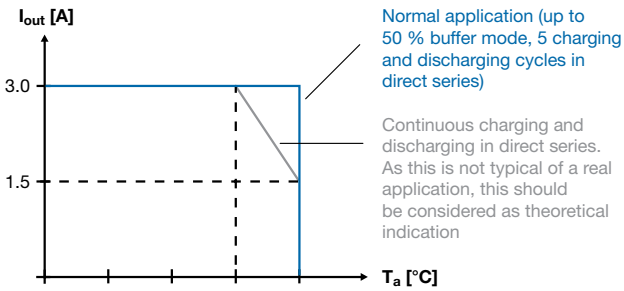 I_out [A]
Normal application (up to
50 % buffer mode, 5 charging
and discharging cycles in
direct series)
3.0
Continuous charging and
discharging in direct series.
As this is not typical of a real
application, this should
be considered as theoretical
indication
1.5
T_a [°C]